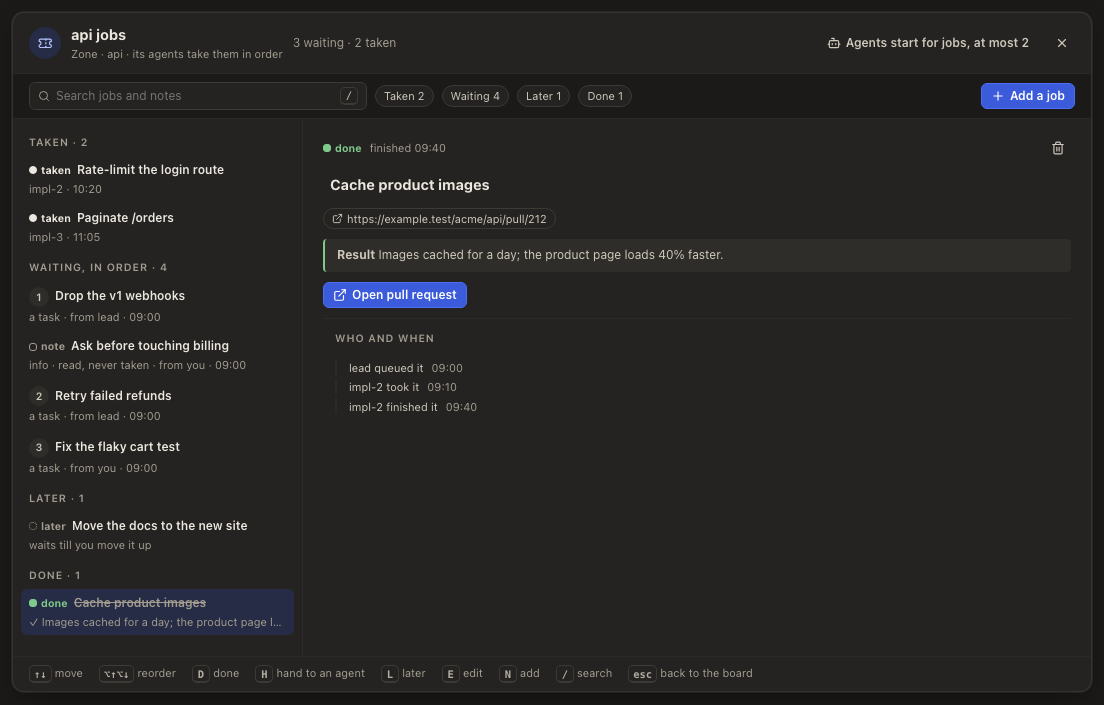 api jobs
Zone · api · its agents take them in order
3 waiting · 2 taken
Agents start for jobs, at most 2
Search jobs and notes /
Taken 2
Waiting 4
Later 1
Done 1
Add a job
TAKEN · 2
taken Rate-limit the login route
impl-2 · 10:20
taken Paginate /orders
impl-3 · 11:05
WAITING, IN ORDER · 4
1 Drop the v1 webhooks
a task · from lead · 09:00
note Ask before touching billing
info · read, never taken · from you · 09:00
2 Retry failed refunds
a task · from lead · 09:00
3 Fix the flaky cart test
a task · from you · 09:00
LATER · 1
later Move the docs to the new site
waits till you move it up
DONE · 1
done Cache product images
✓ Images cached for a day; the product page l…
done finished 09:40
Cache product images
https://example.test/acme/api/pull/212
Result Images cached for a day; the product page loads 40% faster.
Open pull request
WHO AND WHEN
lead queued it 09:00
impl-2 took it 09:10
impl-2 finished it 09:40
↑↓ move ⌥↑⌥↓ reorder D done H hand to an agent L later E edit N add / search esc back to the board